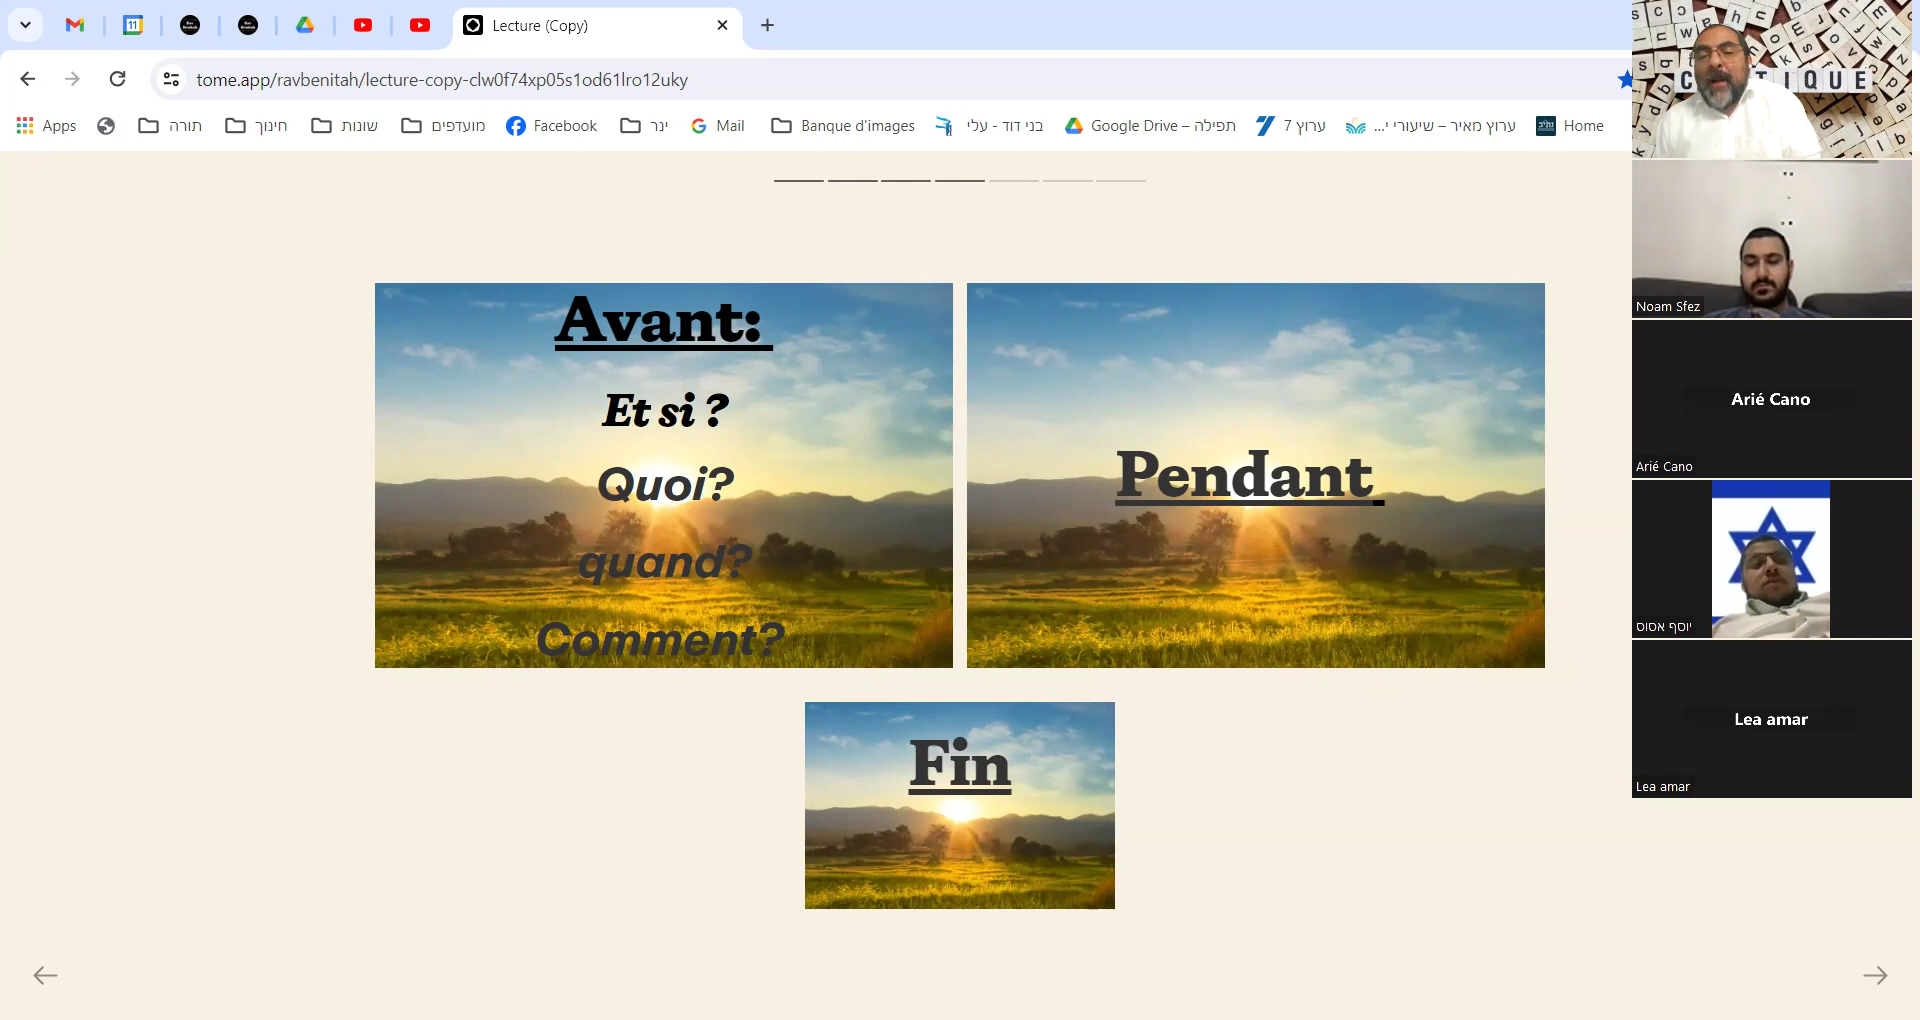 Lecture (Copy)
tome.app/ravbenitah/lecture-copy-clw0f74xp05s1od61lro12uky
Apps
תורה
חינוך
שונות
מועדפים
Facebook
ינר
Mail
Banque d'images
בני דוד - עלי
Google Drive – תפילה
ערוץ 7
ערוץ מאיר – שיעורי י...
Home
Avant:
Et si ?
Quoi?
quand?
Comment?
Pendant
Fin
Noam Sfez
Arié Cano
Arié Cano
יוסף אסוס
Lea amar
Lea amar